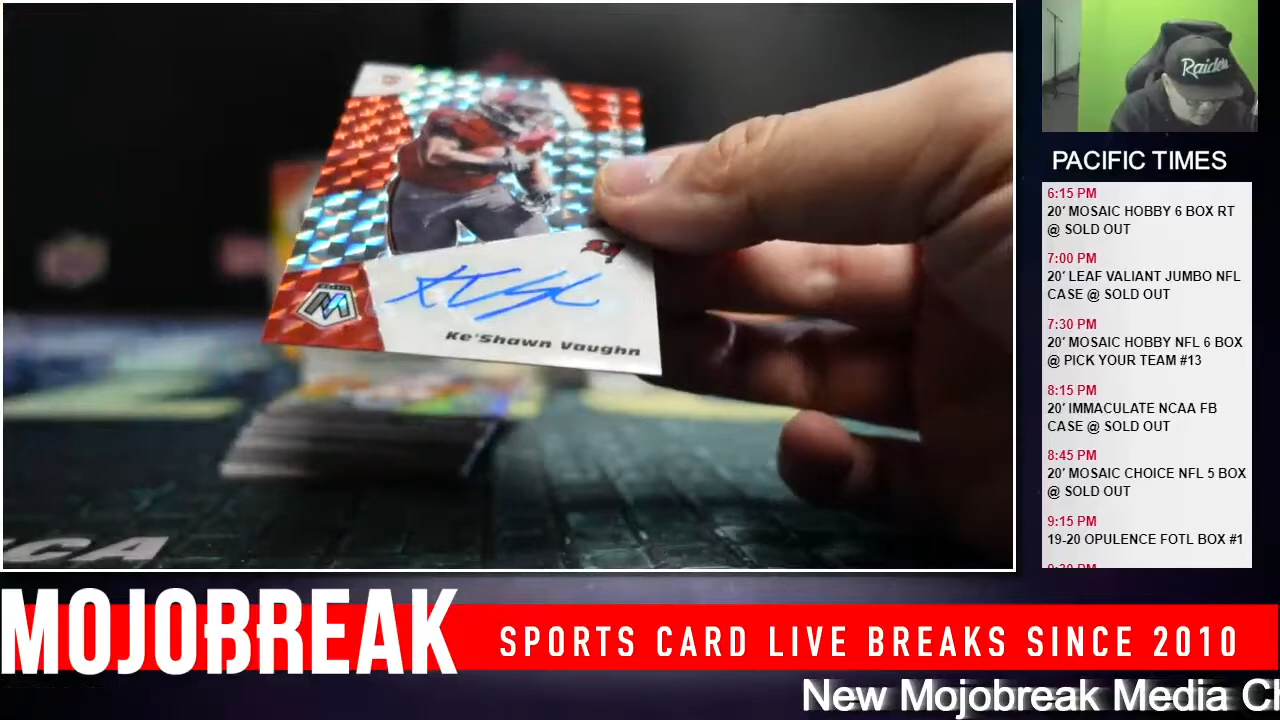 Raiders
PACIFIC TIMES
6:15 PM
20' MOSAIC HOBBY 6 BOX RT
@ SOLD OUT
7:00 PM
20' LEAF VALIANT JUMBO NFL
CASE @ SOLD OUT
7:30 PM
20' MOSAIC HOBBY NFL 6 BOX
@ PICK YOUR TEAM #13
8:15 PM
20' IMMACULATE NCAA FB
CASE @ SOLD OUT
8:45 PM
20' MOSAIC CHOICE NFL 5 BOX
@ SOLD OUT
9:15 PM
19-20 OPULENCE FOTL BOX #1
Ke'Shawn Vaughn
MOJOBREAK
SPORTS CARD LIVE BREAKS SINCE 2010
New Mojobreak Media